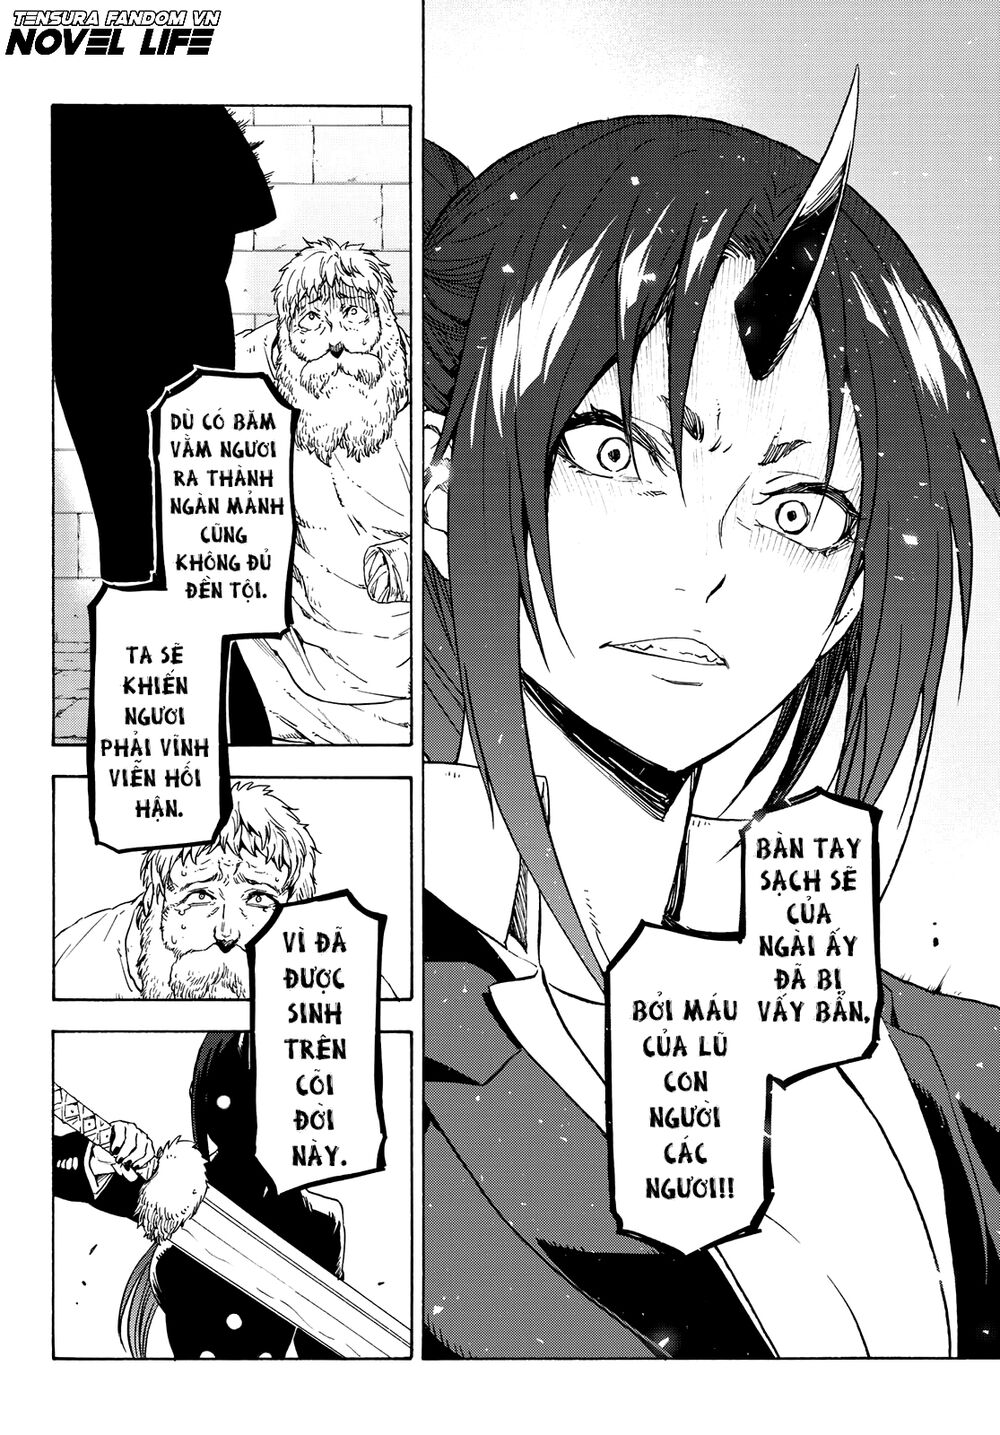 TENSURA FANDOM VN
NOVEL LIFE
BÀN TAY
SẠCH SẼ
CỦA
NGÀI ẤY
ĐÃ BỊ
VẤY BẨN,
BỞI MÁU
CỦA LŨ
CON
NGƯỜI
CÁC
NGƯƠI!!
DÙ CÓ BĂM
VẰM NGƯƠI
RA THÀNH
NGÀN MẢNH
CŨNG
KHÔNG ĐỦ
ĐỀN TỘI.
TA SẼ
KHIẾN
NGƯƠI
PHẢI VĨNH
VIỄN HỐI
HẬN.
VÌ ĐÃ
ĐƯỢC
SINH
TRÊN
CÕI
ĐỜI
NÀY.